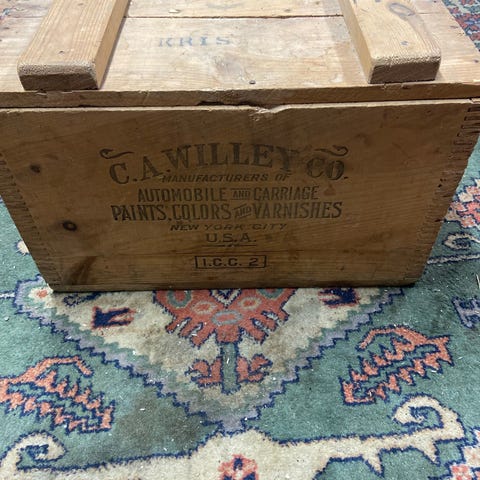 KRIS
C.A. WILLEY CO.
MANUFACTURERS OF
AUTOMOBILE AND CARRIAGE
PAINTS, COLORS AND VARNISHES
NEW YORK CITY
U.S.A.
I.C.C. 2